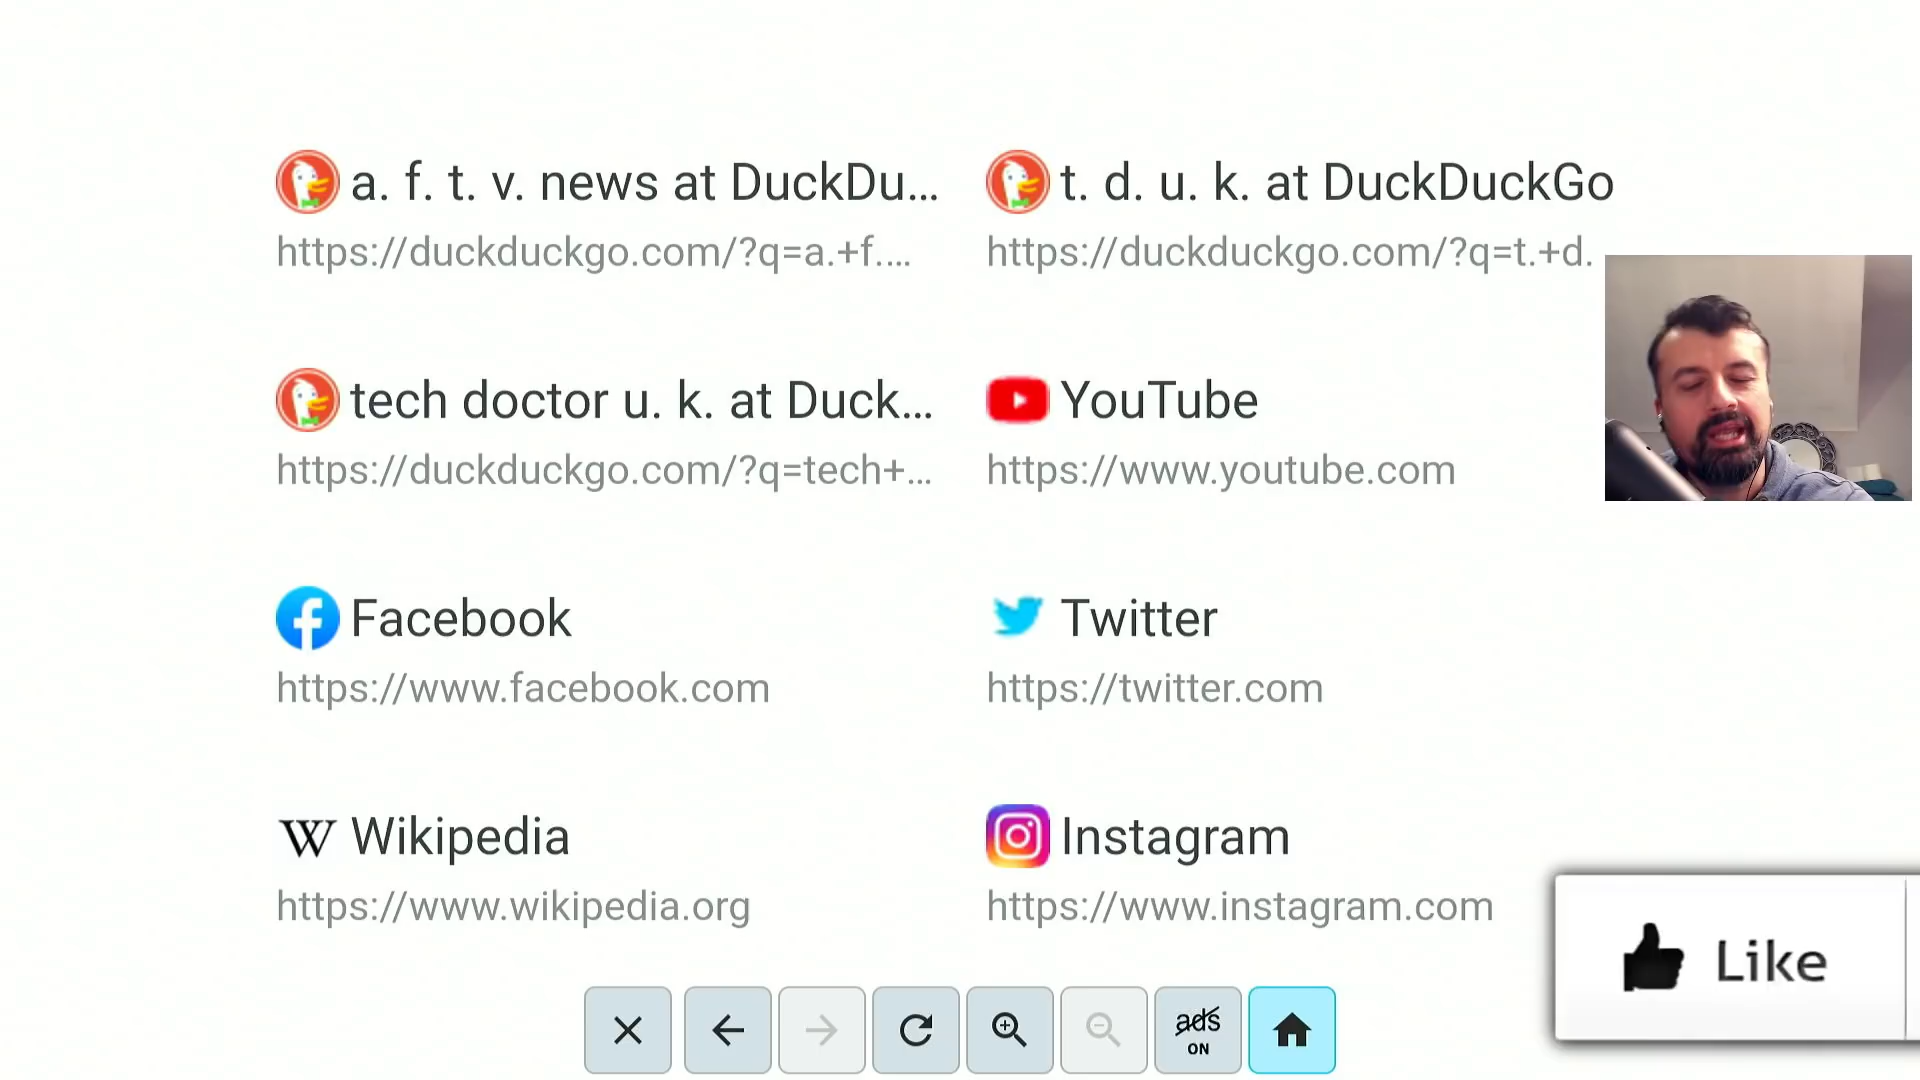 a. f. t. v. news at DuckDu...
https://duckduckgo.com/?q=a.+f....
t. d. u. k. at DuckDuckGo
https://duckduckgo.com/?q=t.+d.
tech doctor u. k. at Duck...
https://duckduckgo.com/?q=tech+...
YouTube
https://www.youtube.com
Facebook
https://www.facebook.com
Twitter
https://twitter.com
W Wikipedia
https://www.wikipedia.org
Instagram
https://www.instagram.com
Like
ads
ON